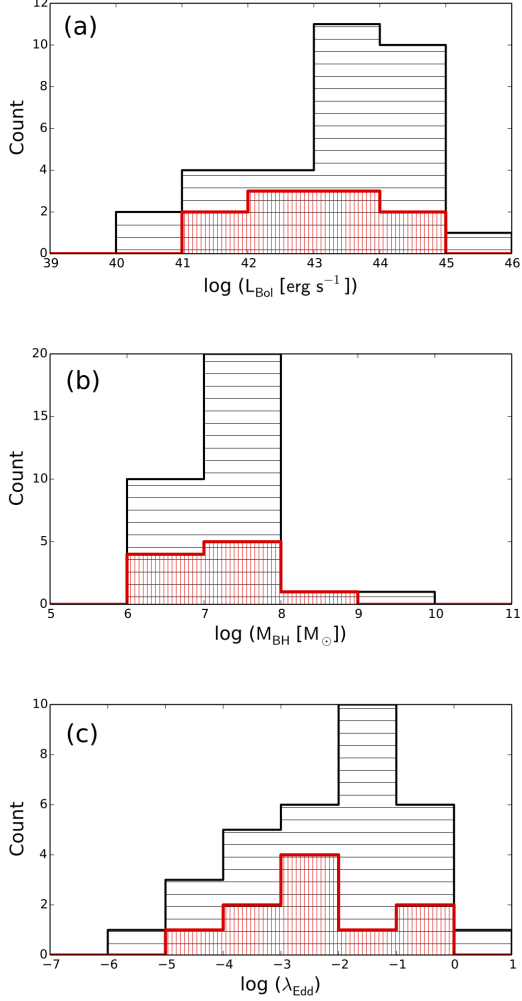 (a)
12
10
8
6
4
2
0
Count
39 40 41 42 43 44 45 46
log (L_Bol [erg s⁻¹])
(b)
20
15
10
5
0
Count
5 6 7 8 9 10 11
log (M_BH [M_⊙])
(c)
10
8
6
4
2
0
Count
−7 −6 −5 −4 −3 −2 −1 0 1
log (λ_Edd)